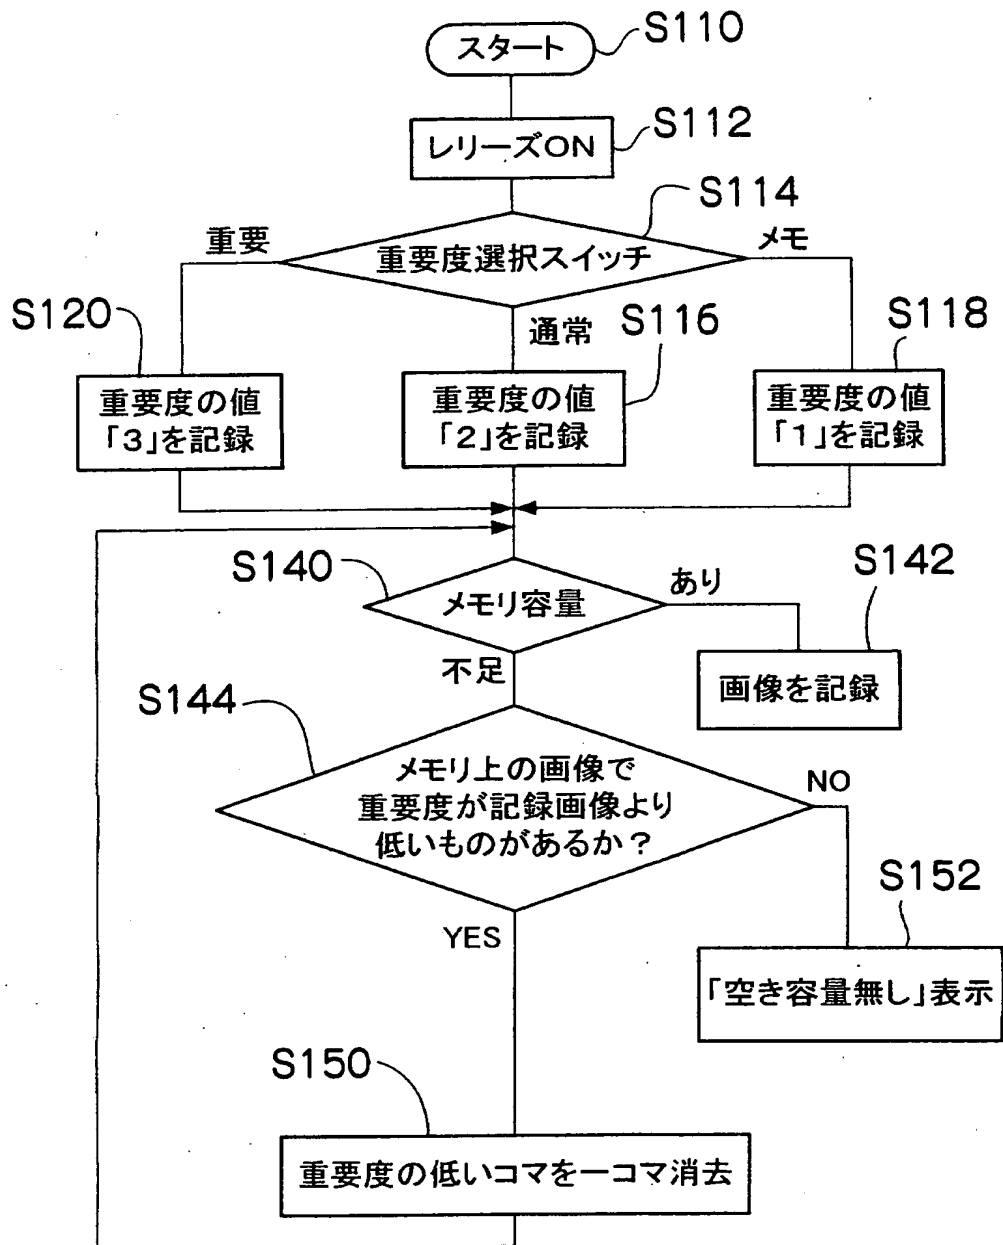 スタート
S110
レリーズON
S112
S114
重要
重要度選択スイッチ
メモ
S120
通常
S116
S118
重要度の値
「3」を記録
重要度の値
「2」を記録
重要度の値
「1」を記録
S140
メモリ容量
あり
S142
不足
画像を記録
S144
メモリ上の画像で
重要度が記録画像より
低いものがあるか？
NO
S152
YES
「空き容量無し」表示
S150
重要度の低いコマを一コマ消去